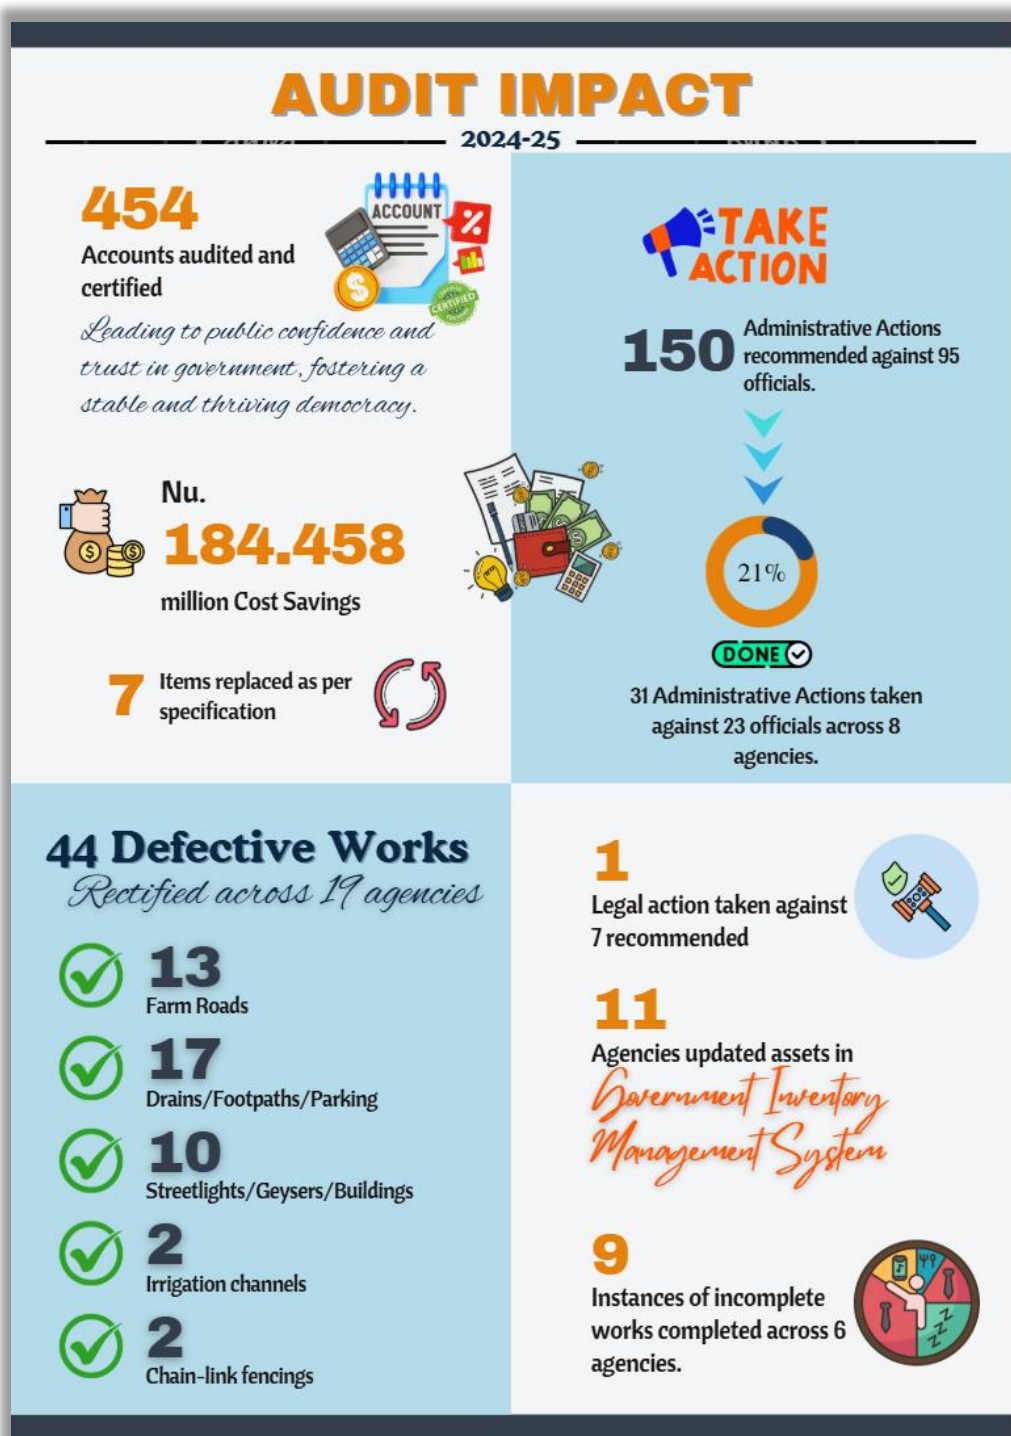 AUDIT IMPACT
2024-25
454
Accounts audited and
certified
Leading to public confidence and
trust in government, fostering a
stable and thriving democracy.
ACCOUNT
%
CERTIFIED
Nu.
184.458
million Cost Savings
7
Items replaced as per
specification
TAKE
ACTION
150
Administrative Actions
recommended against 95
officials.
21%
DONE
31 Administrative Actions taken
against 23 officials across 8
agencies.
44 Defective Works
Rectified across 19 agencies
13
Farm Roads
17
Drains/Footpaths/Parking
10
Streetlights/Geysers/Buildings
2
Irrigation channels
2
Chain-link fencings
1
Legal action taken against
7 recommended
11
Agencies updated assets in
Government Inventory
Management System
9
Instances of incomplete
works completed across 6
agencies.